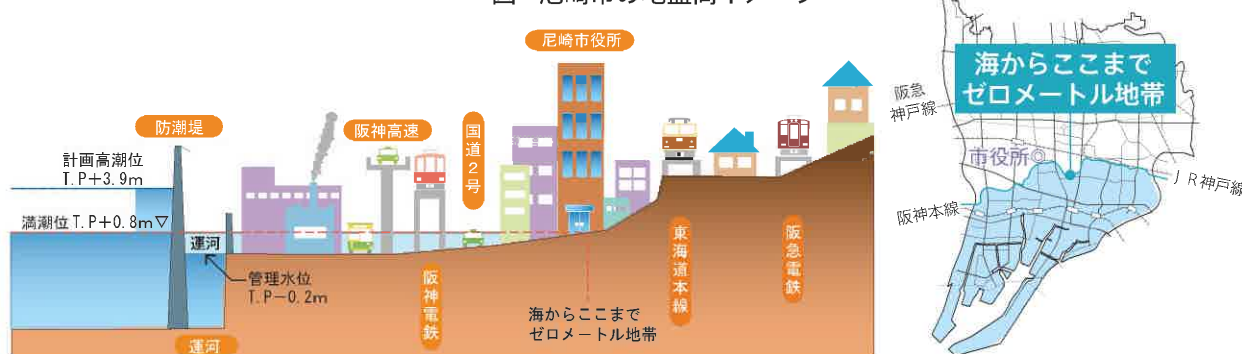 尼崎市役所
防潮堤
阪神高速
国道2号
計画高潮位
T.P+3.9m
満潮位T.P+0.8m▽
運河
管理水位
T.P−0.2m
運河
阪神電鉄
海からここまで
ゼロメートル地帯
東海道本線
阪急電鉄
海からここまで
ゼロメートル地帯
阪急
神戸線
市役所◎
JR神戸線
阪神本線